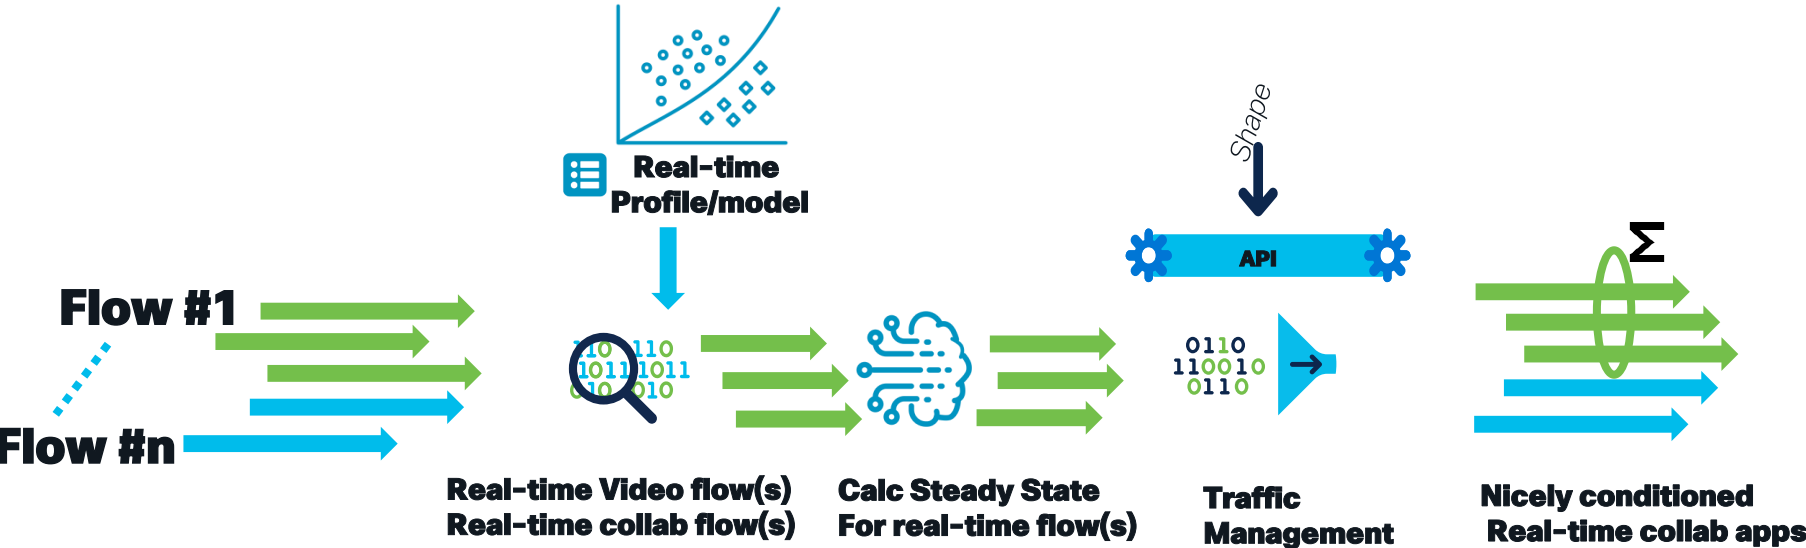 Real-time
Profile/model
Shape
API
Σ
Flow #1
Flow #n
110 110
10111011
010 010
0110
110010
0110
Real-time Video flow(s)
Real-time collab flow(s)
Calc Steady State
For real-time flow(s)
Traffic
Management
Nicely conditioned
Real-time collab apps